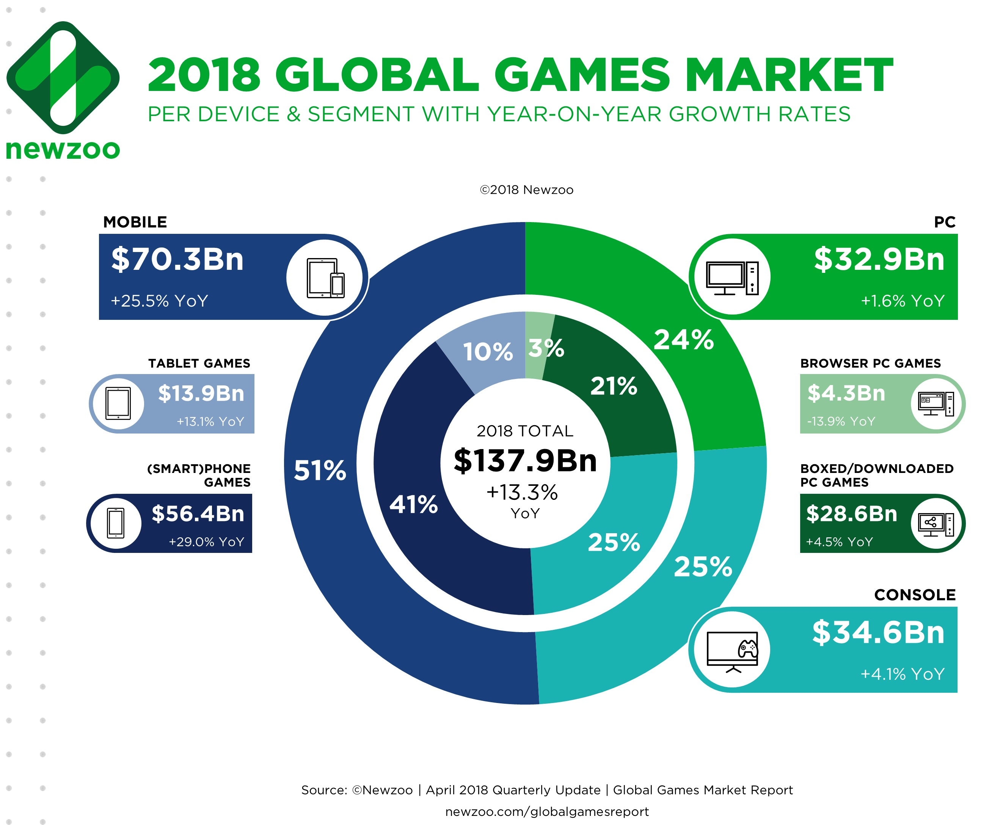 2018 GLOBAL GAMES MARKET
PER DEVICE & SEGMENT WITH YEAR-ON-YEAR GROWTH RATES
newzoo
©2018 Newzoo
MOBILE
$70.3Bn
+25.5% YoY
TABLET GAMES
$13.9Bn
+13.1% YoY
(SMART)PHONE
GAMES
$56.4Bn
+29.0% YoY
51%
41%
10%
3%
21%
24%
25%
25%
2018 TOTAL
$137.9Bn
+13.3%
YoY
PC
$32.9Bn
+1.6% YoY
BROWSER PC GAMES
$4.3Bn
-13.9% YoY
BOXED/DOWNLOADED
PC GAMES
$28.6Bn
+4.5% YoY
CONSOLE
$34.6Bn
+4.1% YoY
Source: ©Newzoo | April 2018 Quarterly Update | Global Games Market Report
newzoo.com/globalgamesreport